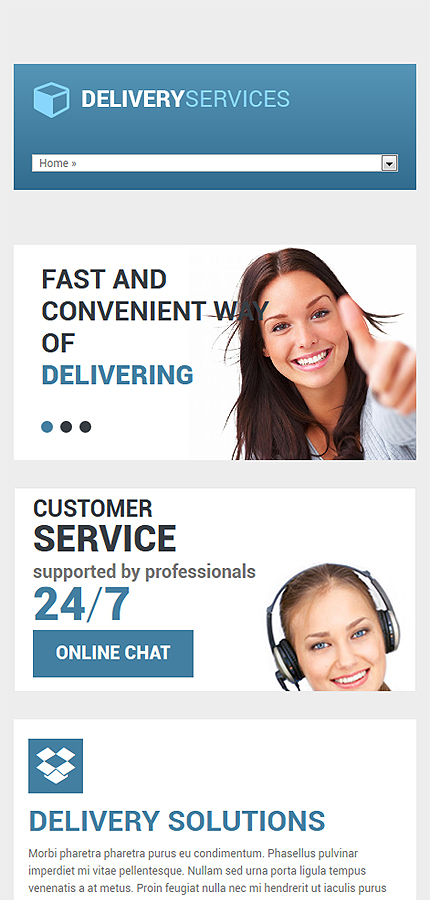 DELIVERYSERVICES
Home »
FAST AND
CONVENIENT WAY
OF
DELIVERING
CUSTOMER
SERVICE
supported by professionals
24/7
ONLINE CHAT
DELIVERY SOLUTIONS
Morbi pharetra pharetra purus eu condimentum. Phasellus pulvinar
imperdiet mi vitae pellentesque. Nullam sed urna porta ligula tempus
venenatis a at metus. Proin feugiat nulla nec mi hendrerit ut iaculis purus